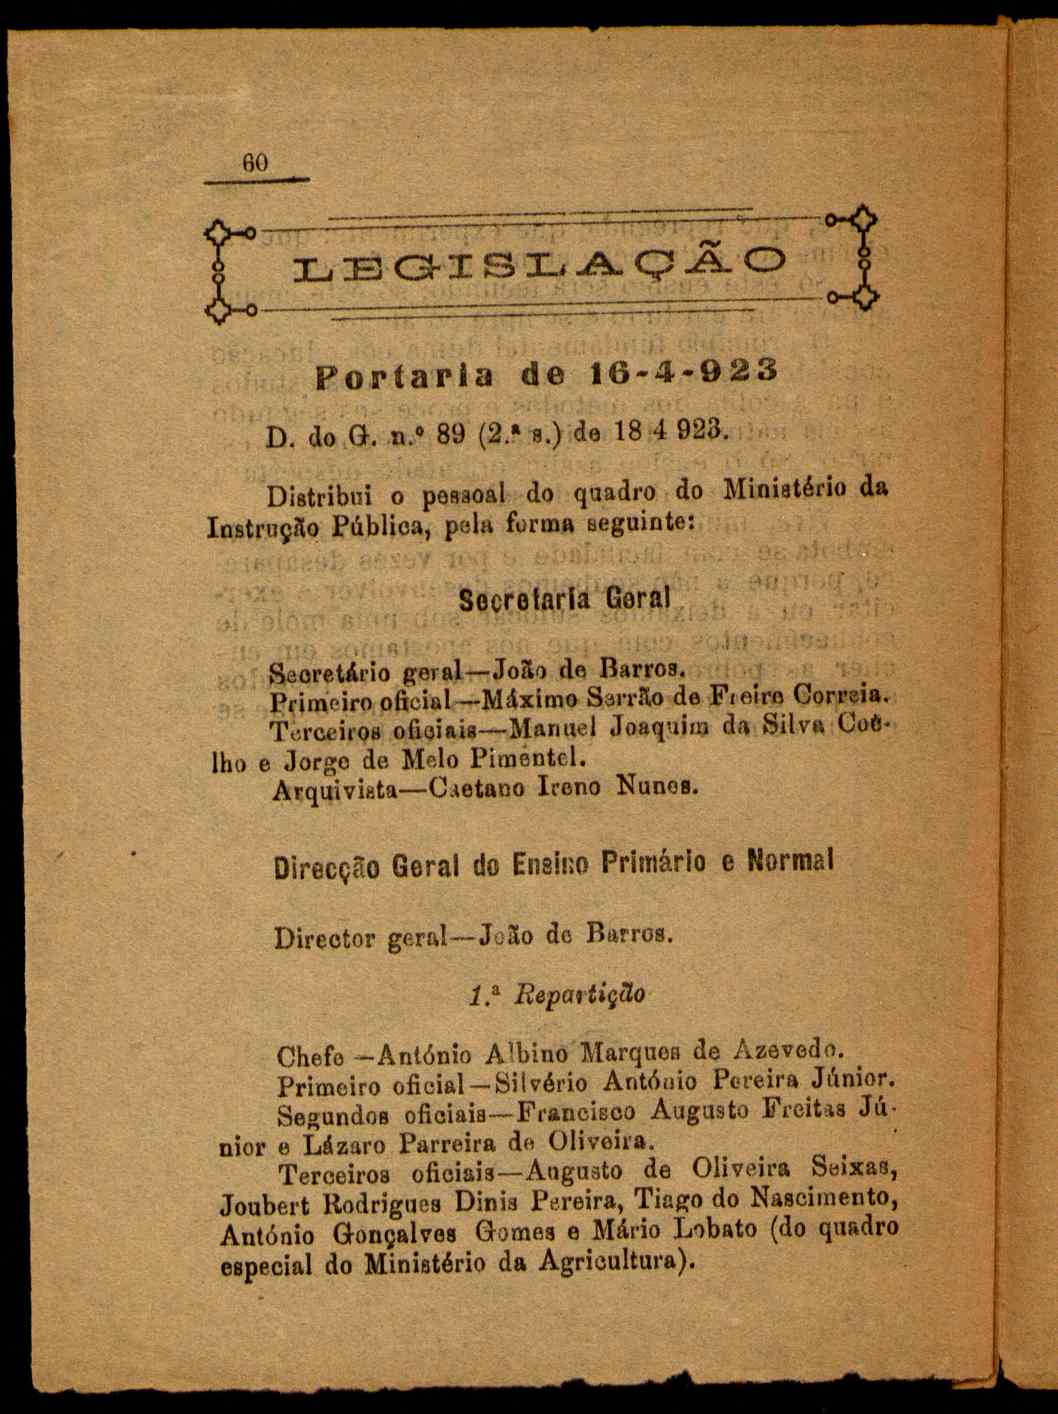 60
LEGISLAÇÃO
Portaria de 16-4-923
D. do G. n.º 89 (2.ª s.) de 18 4 923.
Distribui o pessoal do quadro do Ministério da
Instrução Pública, pela forma seguinte:
Secretaria Geral
Secretário geral—João de Barros.
Primeiro oficial—Máximo Serrão de Freire Correia.
Terceiros oficiais—Manuel Joaquim da Silva Coê-
lho e Jorge de Melo Pimentel.
Arquivista—Caetano Ireno Nunes.
Direcção Geral do Ensino Primário e Normal
Director geral—João de Barros.
1.ª Repartição
Chefe —António Albino Marques de Azevedo.
Primeiro oficial—Silvério António Pereira Júnior.
Segundos oficiais—Francisco Augusto Freitas Jú-
nior e Lázaro Parreira de Oliveira.
Terceiros oficiais—Augusto de Oliveira Seixas,
Joubert Rodrigues Dinis Pereira, Tiago do Nascimento,
António Gonçalves Gomes e Mário Lobato (do quadro
especial do Ministério da Agricultura).